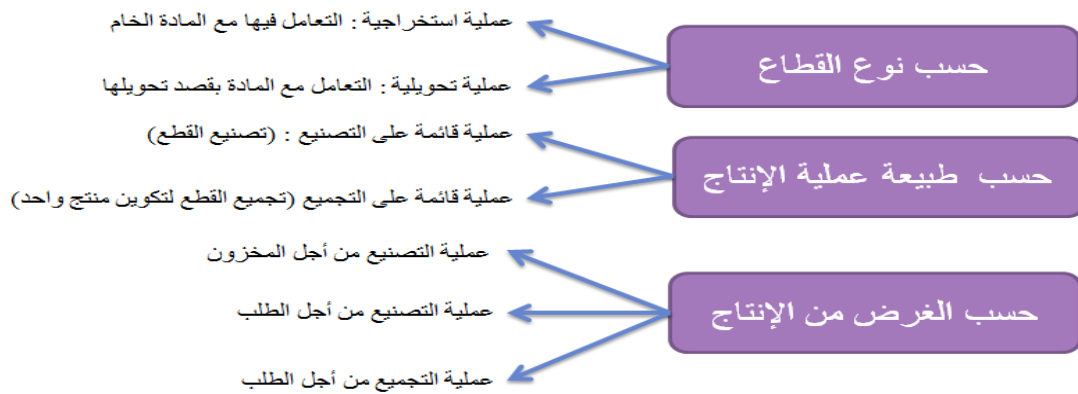 حسب نوع القطاع
عملية استخراجية : التعامل فيها مع المادة الخام
عملية تحويلية : التعامل مع المادة بقصد تحويلها
حسب طبيعة عملية الإنتاج
عملية قائمة على التصنيع : (تصنيع القطع)
عملية قائمة على التجميع (تجميع القطع لتكوين منتج واحد)
حسب الغرض من الإنتاج
عملية التصنيع من أجل المخزون
عملية التصنيع من أجل الطلب
عملية التجميع من أجل الطلب